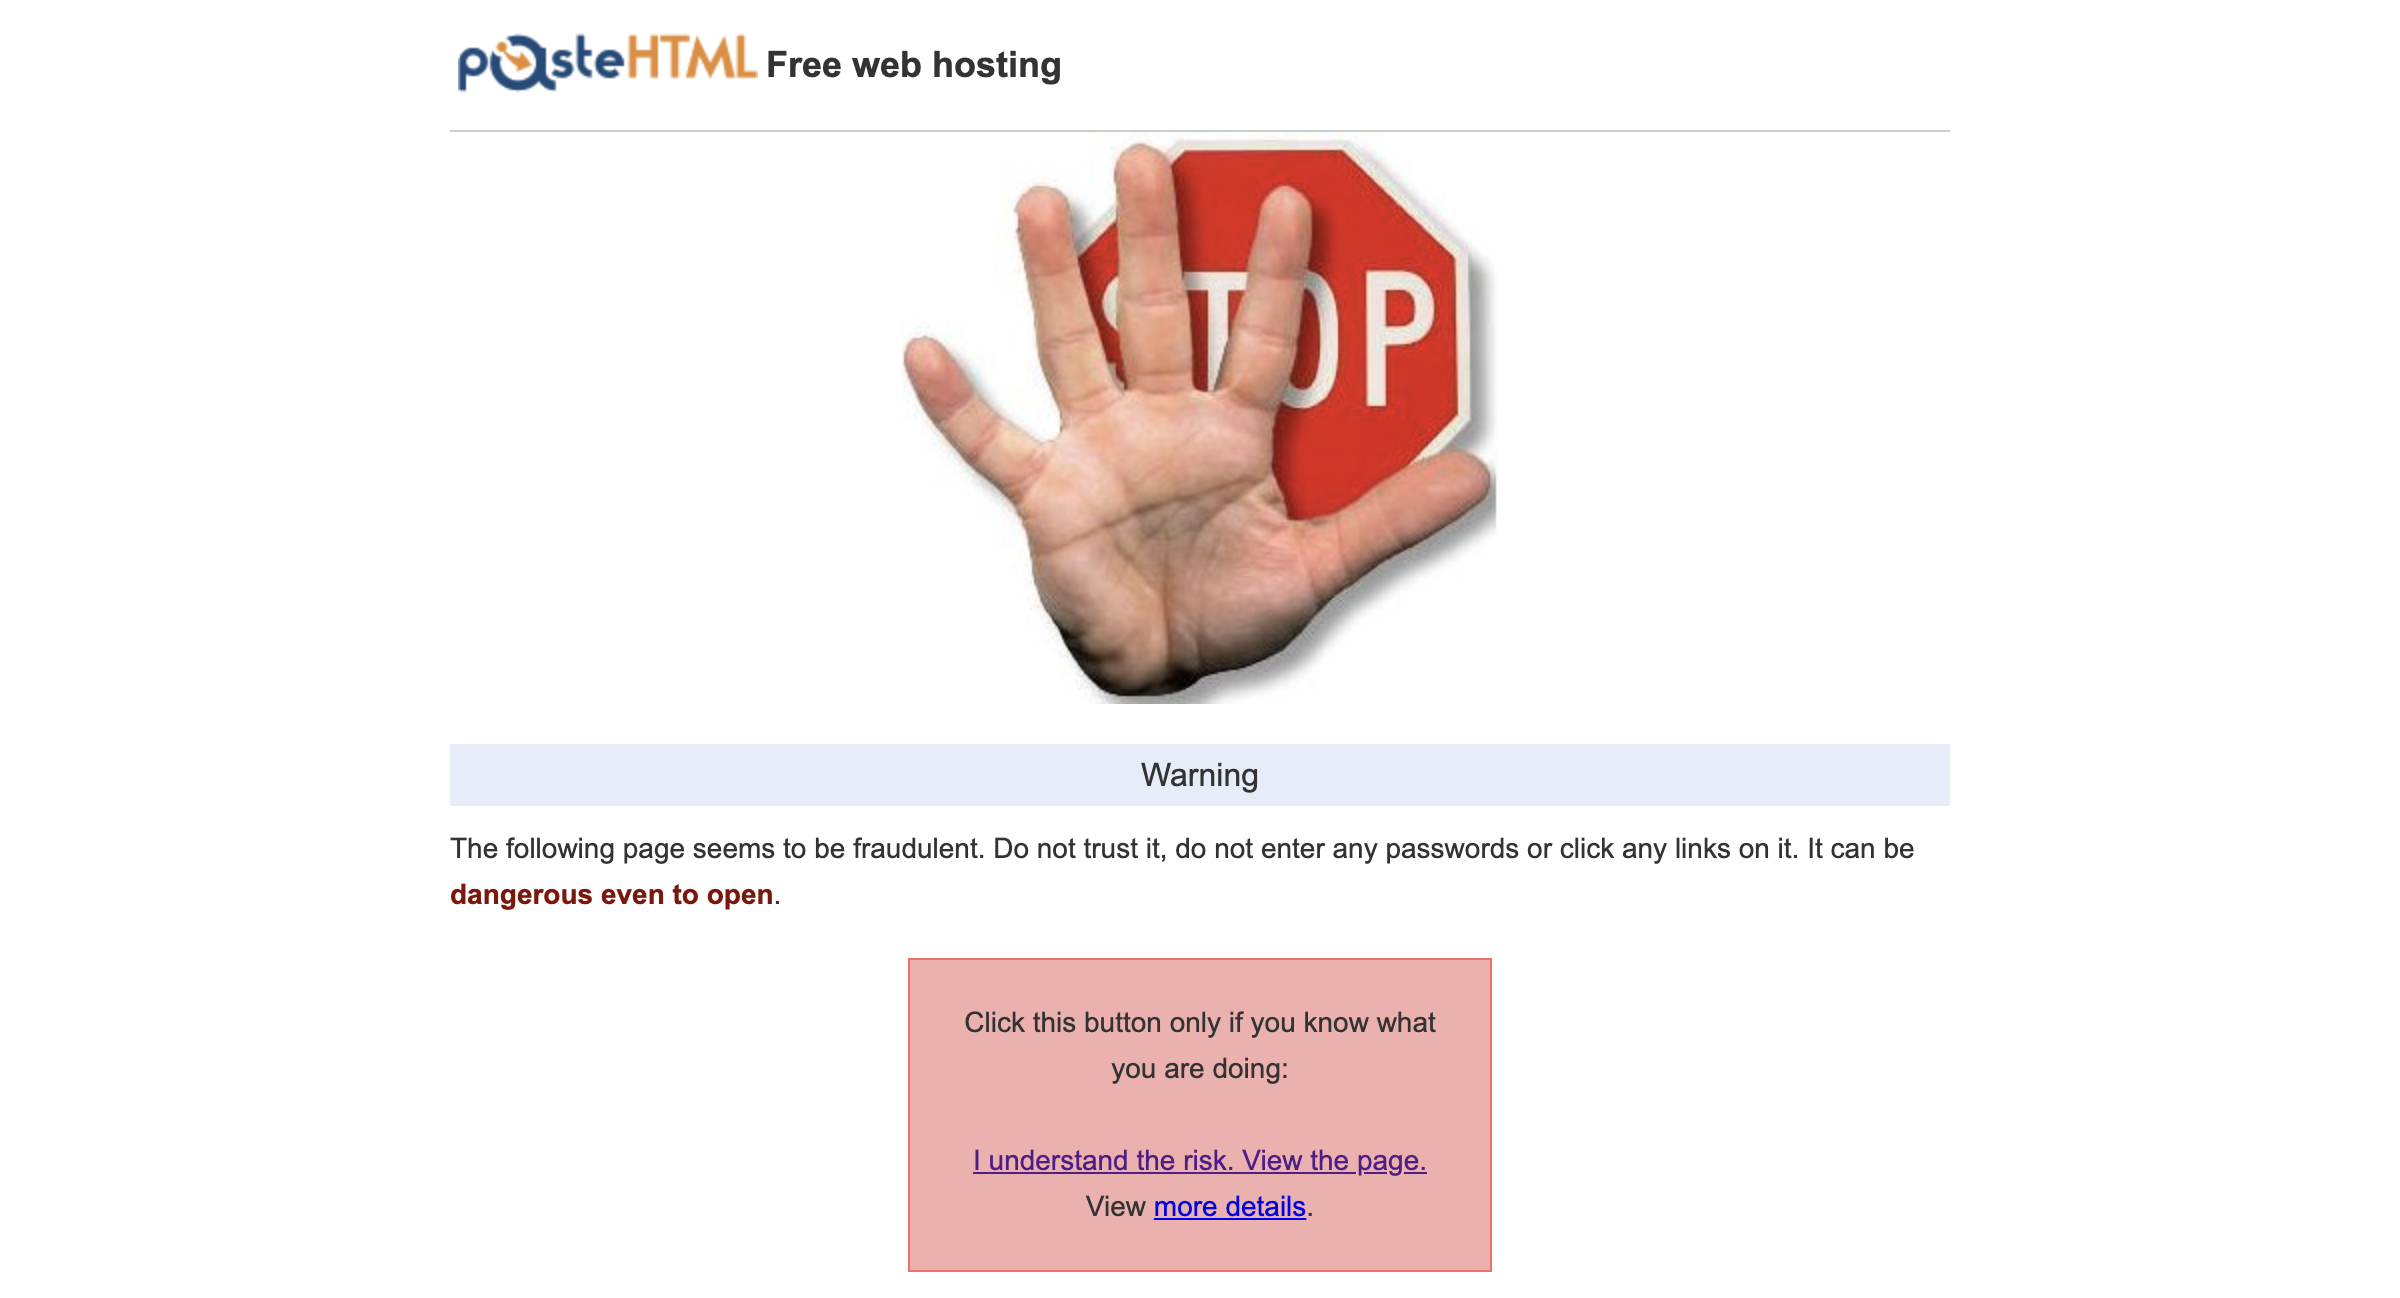 pasteHTML Free web hosting
STOP
Warning
The following page seems to be fraudulent. Do not trust it, do not enter any passwords or click any links on it. It can be
dangerous even to open.
Click this button only if you know what
you are doing:
I understand the risk. View the page.
View more details.